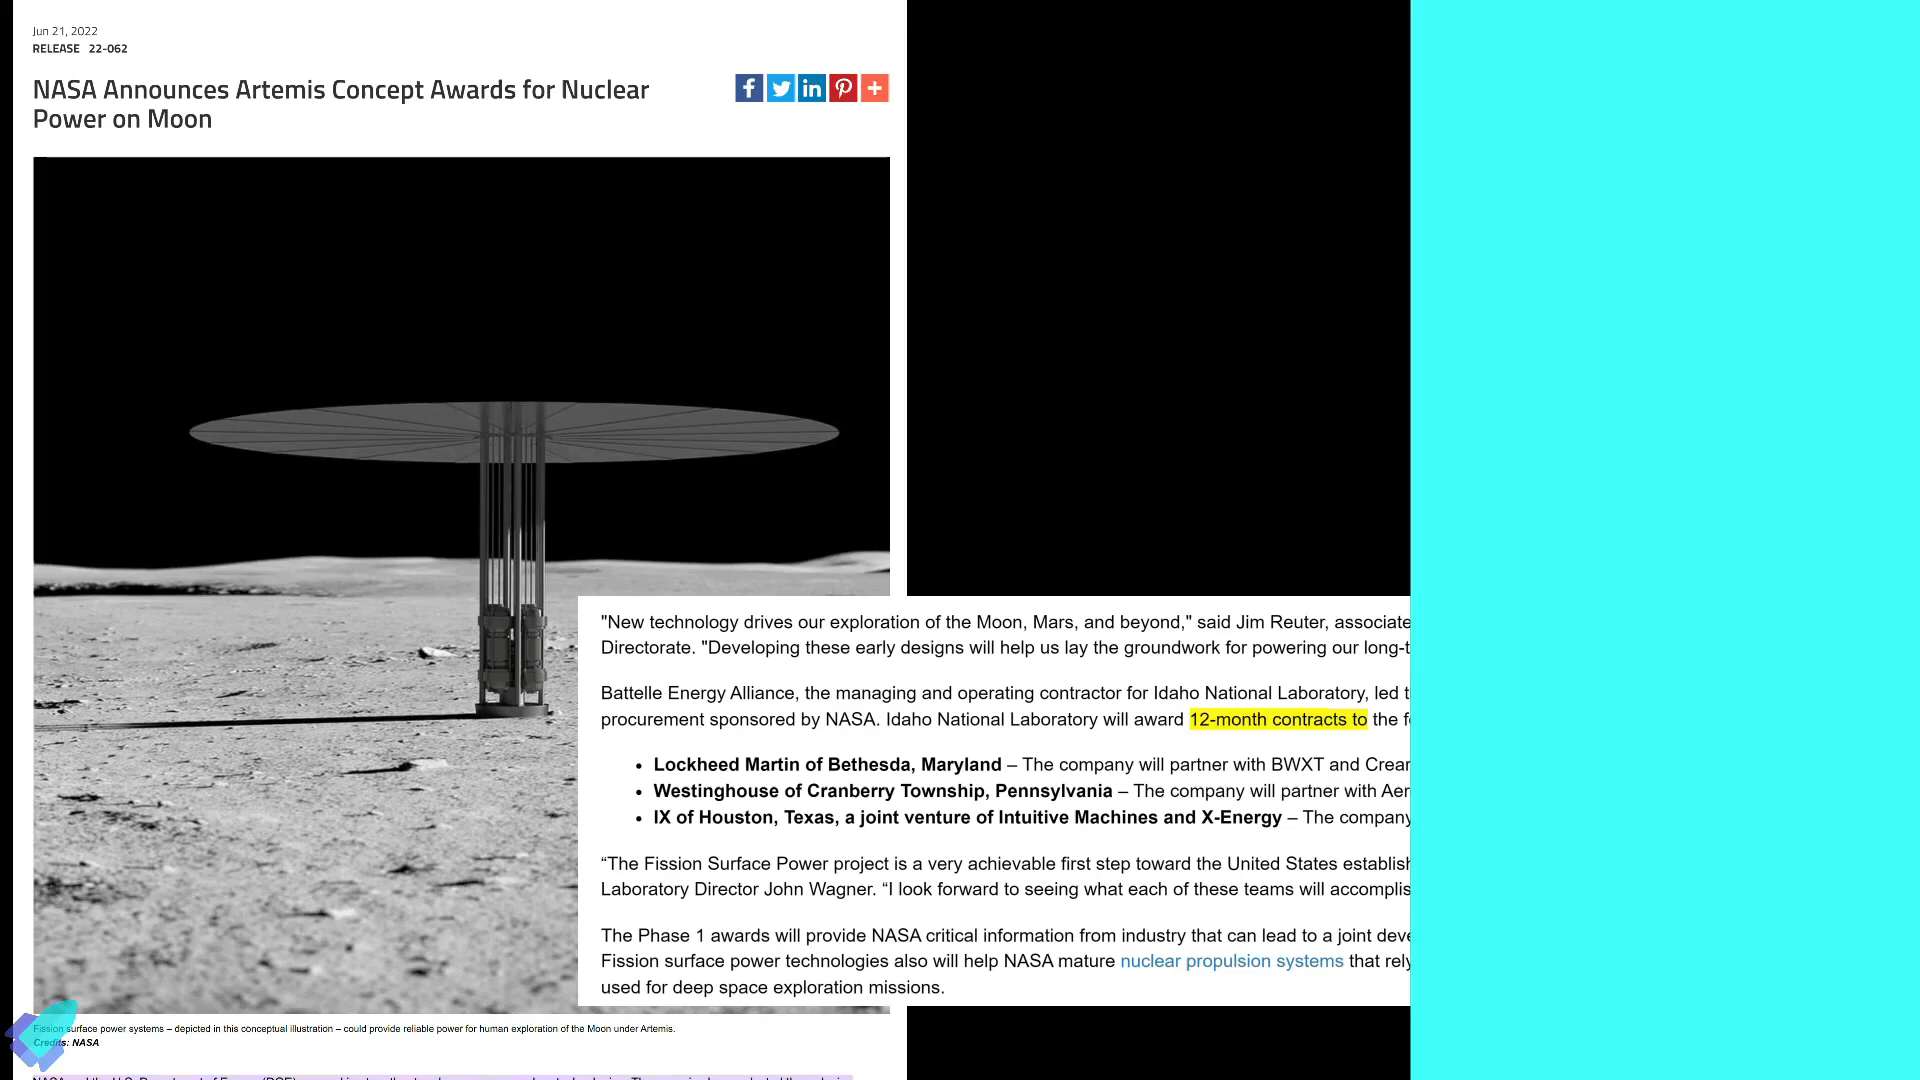 Jun 21, 2022
RELEASE 22-062
NASA Announces Artemis Concept Awards for Nuclear
Power on Moon
"New technology drives our exploration of the Moon, Mars, and beyond," said Jim Reuter, associate
Directorate. "Developing these early designs will help us lay the groundwork for powering our long-t
Battelle Energy Alliance, the managing and operating contractor for Idaho National Laboratory, led t
procurement sponsored by NASA. Idaho National Laboratory will award 12-month contracts to the f
• Lockheed Martin of Bethesda, Maryland – The company will partner with BWXT and Crear
• Westinghouse of Cranberry Township, Pennsylvania – The company will partner with Aer
• IX of Houston, Texas, a joint venture of Intuitive Machines and X-Energy – The company
“The Fission Surface Power project is a very achievable first step toward the United States establish
Laboratory Director John Wagner. “I look forward to seeing what each of these teams will accomplis
The Phase 1 awards will provide NASA critical information from industry that can lead to a joint deve
Fission surface power technologies also will help NASA mature nuclear propulsion systems that rely
used for deep space exploration missions.
Fission surface power systems – depicted in this conceptual illustration – could provide reliable power for human exploration of the Moon under Artemis.
Credits: NASA